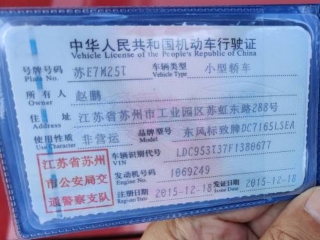 中华人民共和国机动车行驶证
Vehicle License of the People's Republic of China
号牌号码 苏E7M25T 车辆类型 小型轿车
Plate No. Vehicle Type
所有人 赵鹏
Owner
住址 江苏省苏州市工业园区苏虹东路288号
Address
使用性质 非营运 品牌型号 东风标致牌DC7165LSEA
Use Character Model
江苏省苏州市公安局交通警察支队
车辆识别代号 LDC953T37F1380677
VIN
发动机号码 1069249
Engine No.
注册日期 2015-12-18 发证日期 2015-12-18
Register Date Issue Date